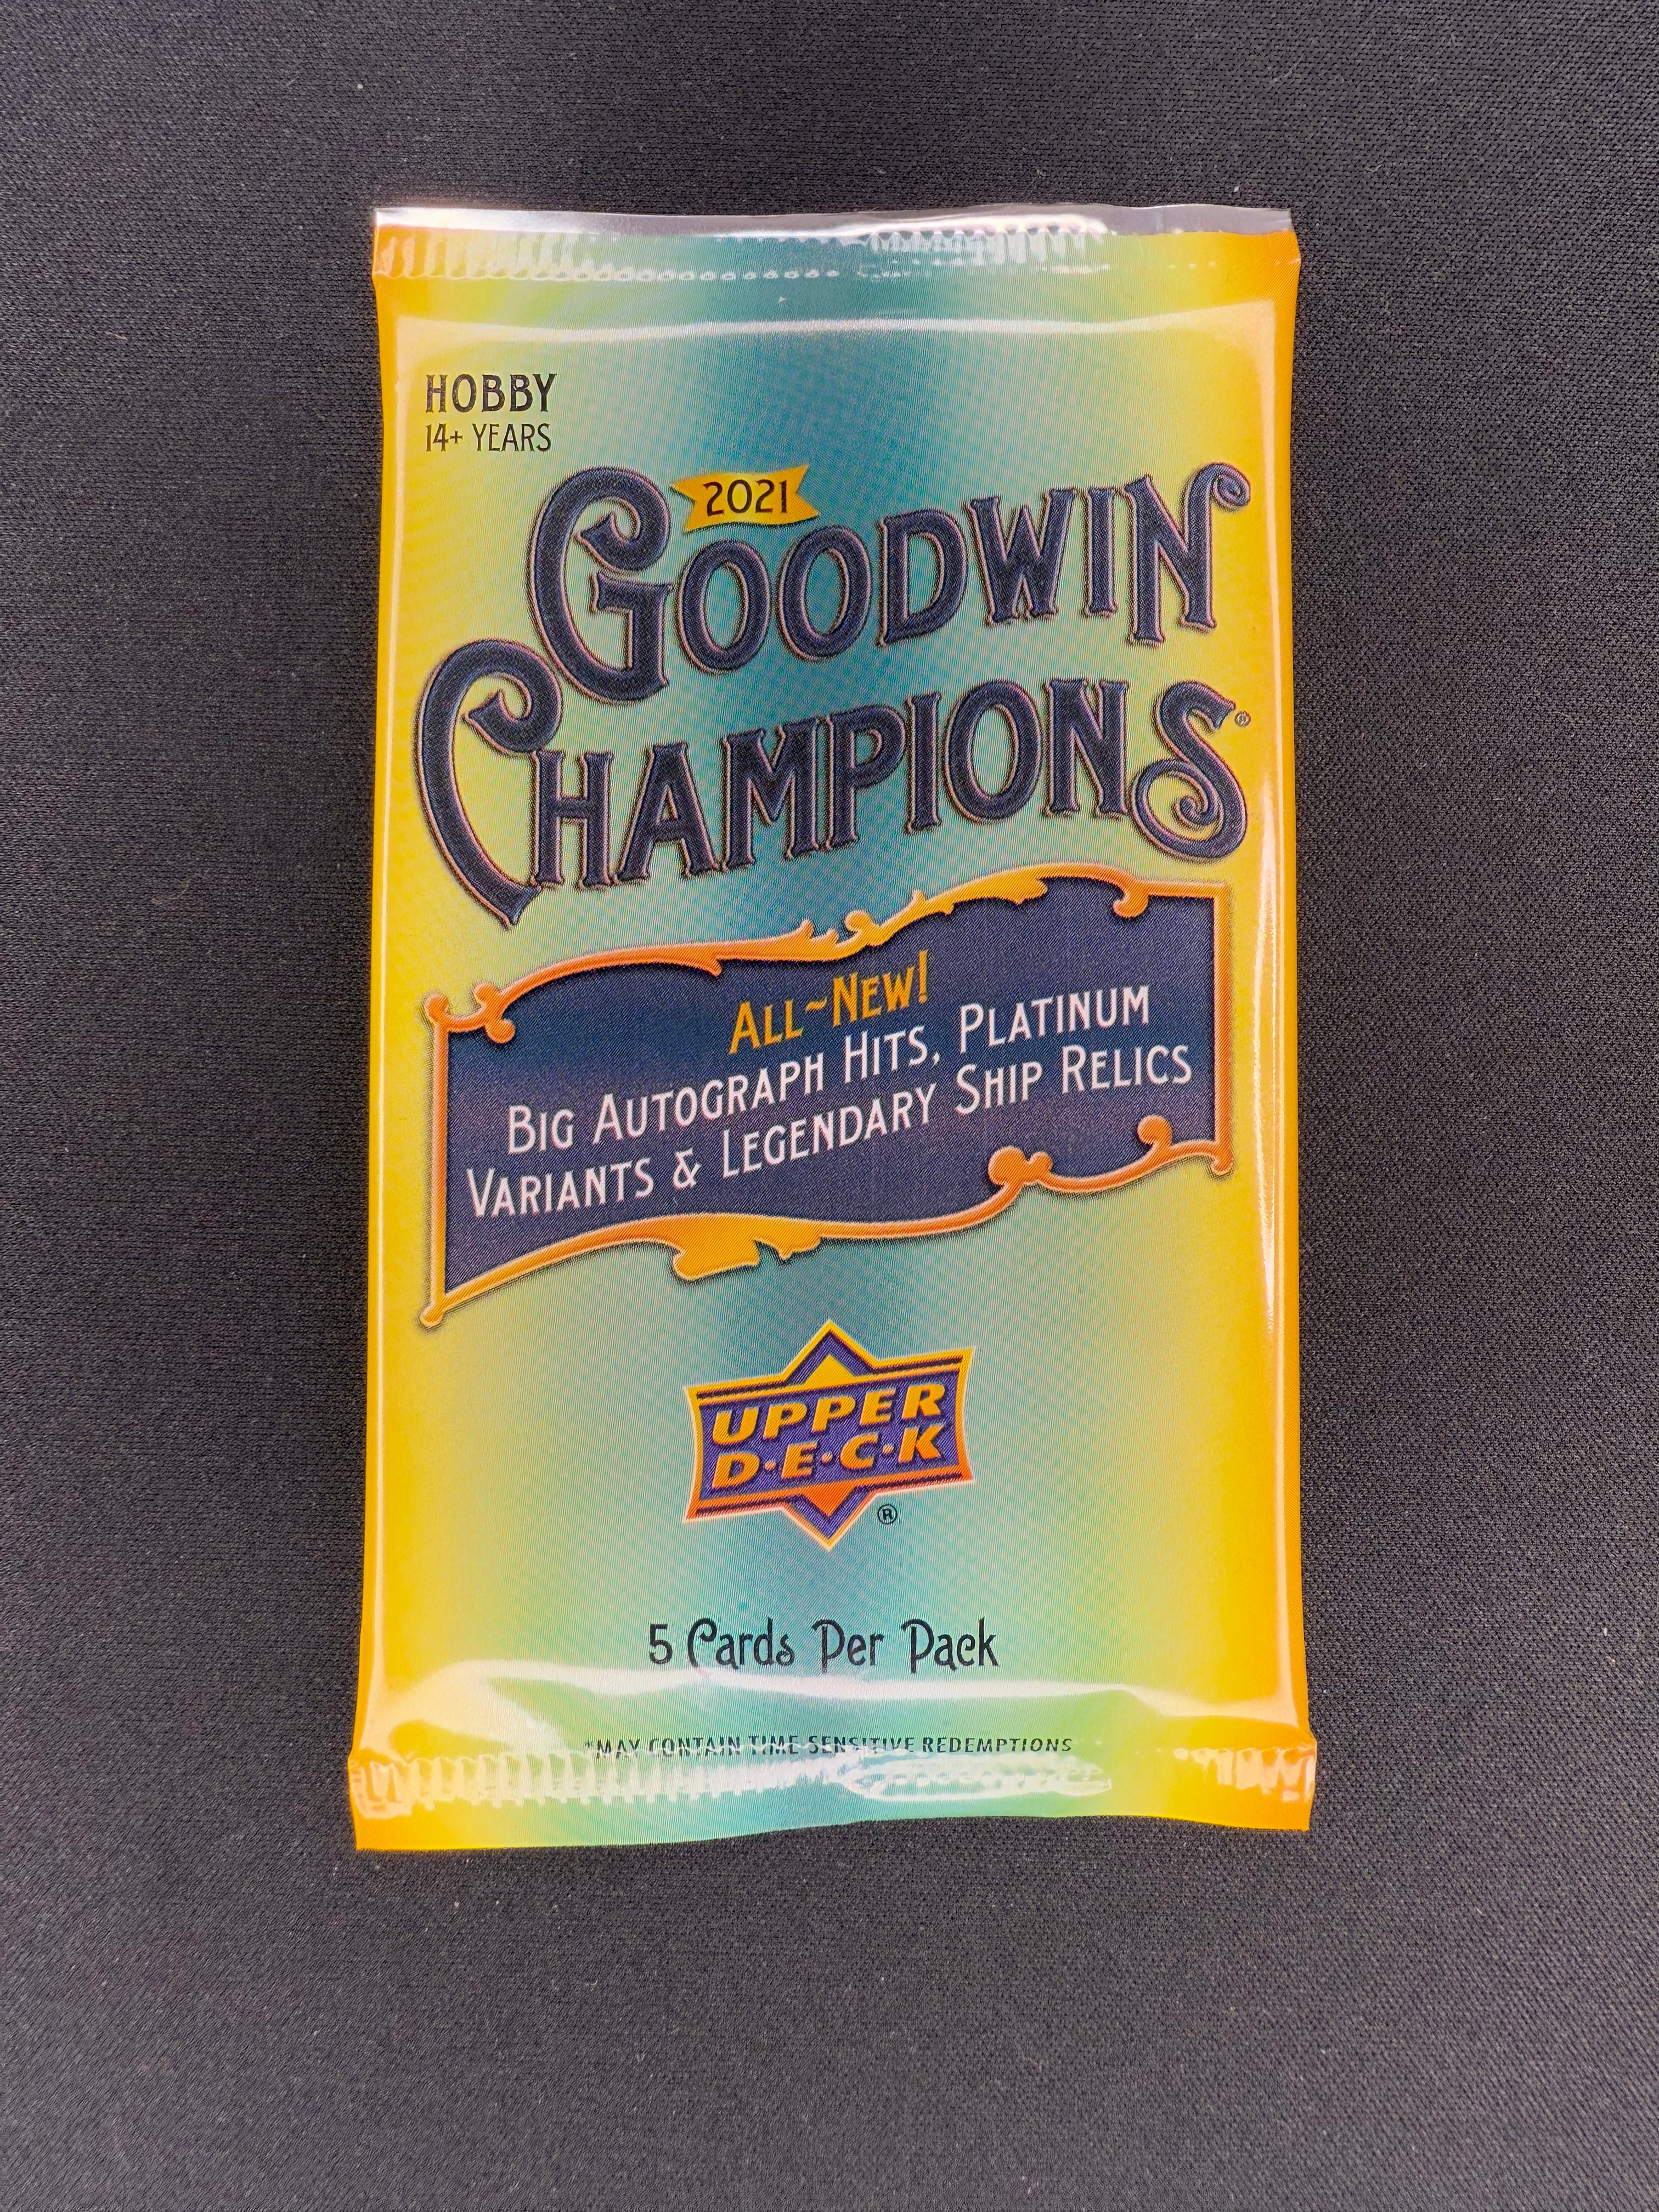 HOBBY
14+ YEARS
2021
GOODWIN
CHAMPIONS®
ALL~NEW!
BIG AUTOGRAPH HITS, PLATINUM
VARIANTS & LEGENDARY SHIP RELICS
UPPER
D•E•C•K
®
5 Cards Per Pack
*MAY CONTAIN TIME SENSITIVE REDEMPTIONS